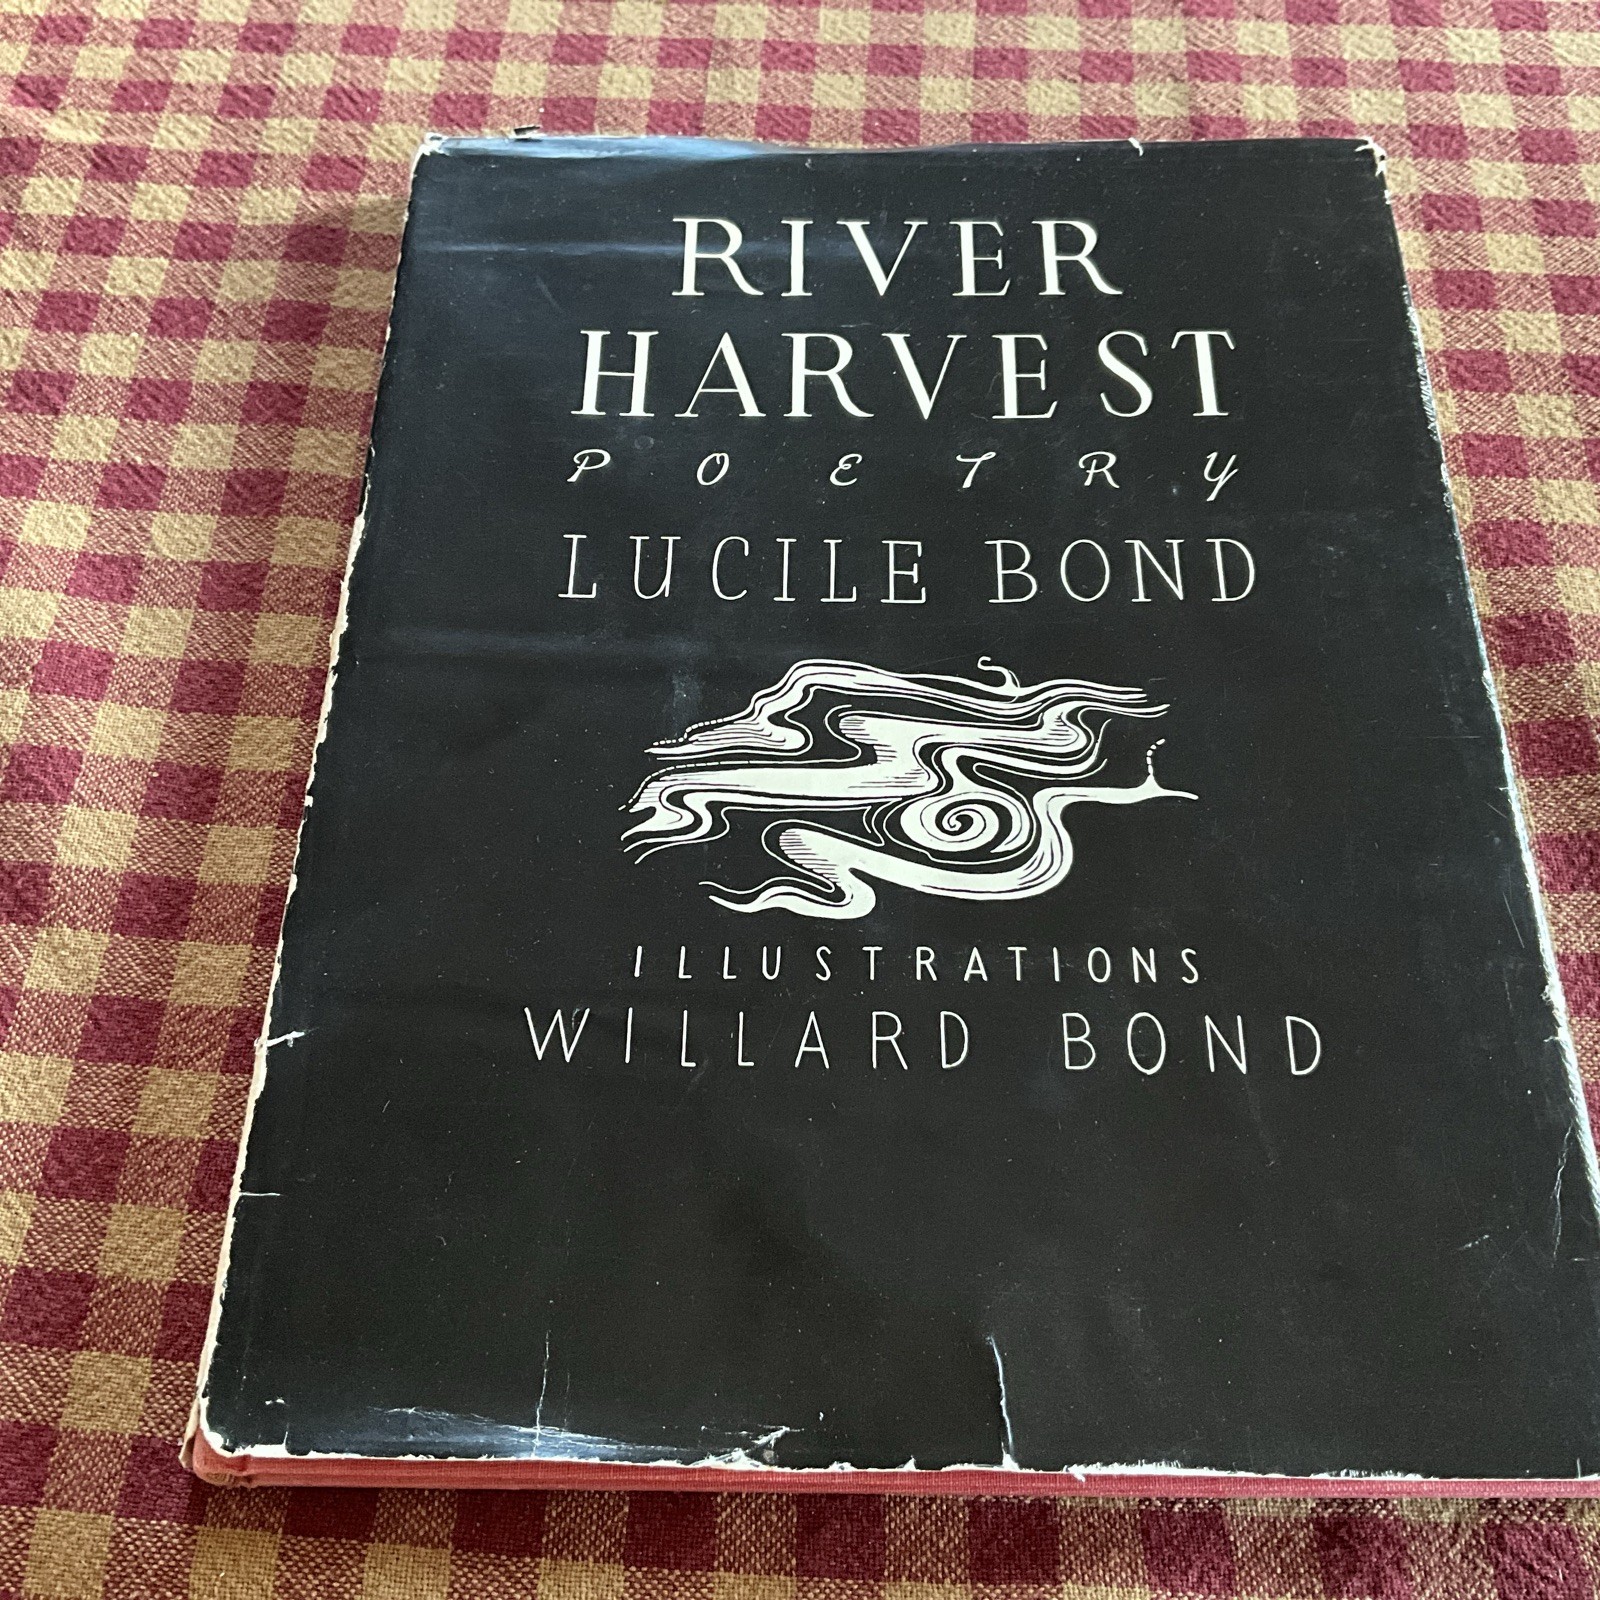 RIVER
HARVEST
POETRY
LUCILE BOND
ILLUSTRATIONS
WILLARD BOND